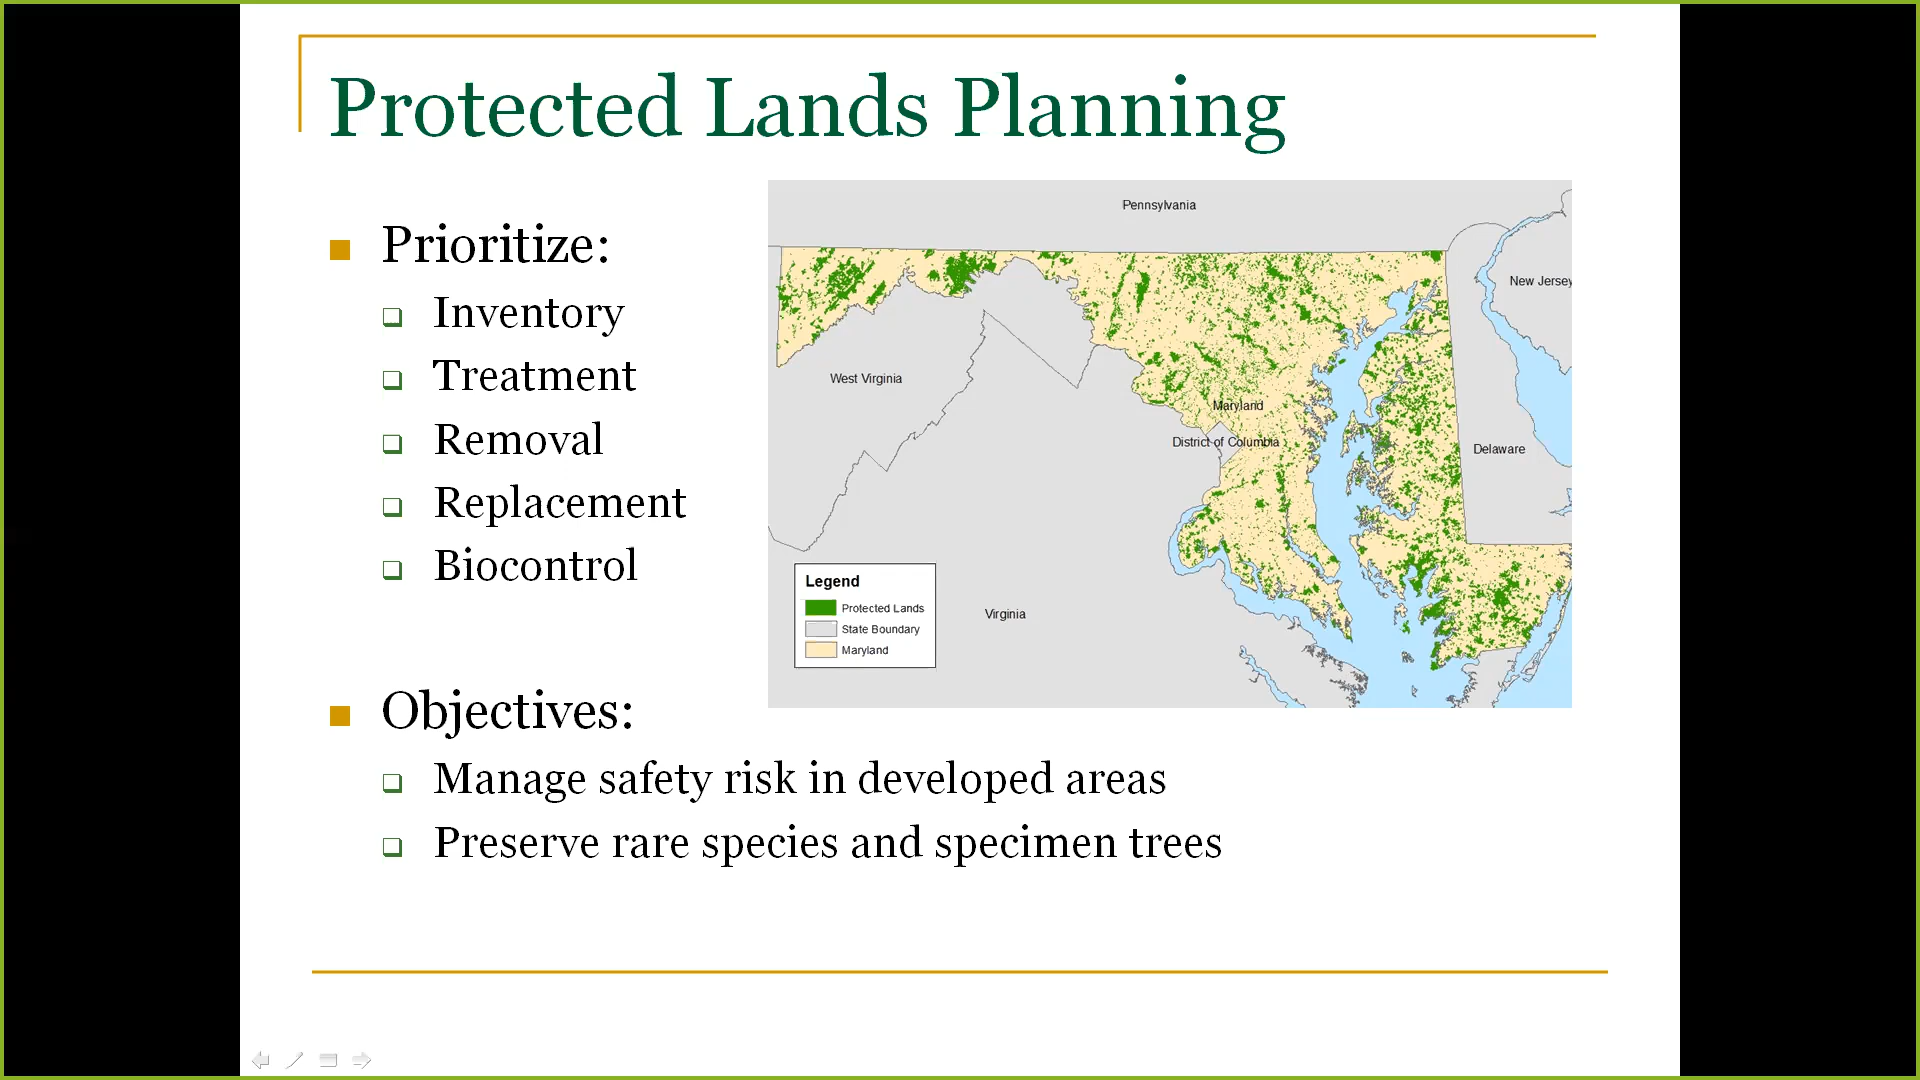 Protected Lands Planning
Prioritize:
Inventory
Treatment
Removal
Replacement
Biocontrol
Objectives:
Manage safety risk in developed areas
Preserve rare species and specimen trees
Pennsylvania
New Jersey
West Virginia
Maryland
District of Columbia
Delaware
Virginia
Legend
Protected Lands
State Boundary
Maryland